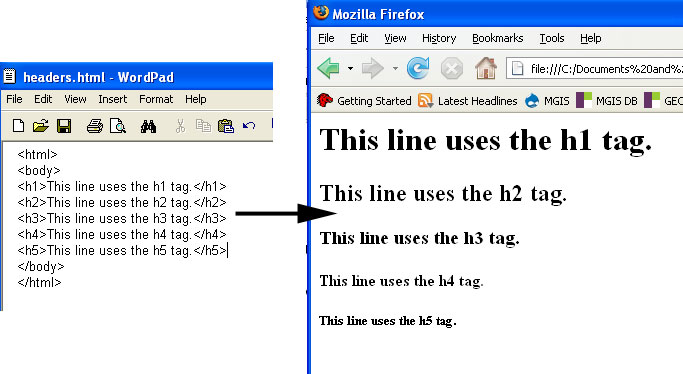 headers.html - WordPad
File Edit View Insert Format Help
<html>
<body>
<h1>This line uses the h1 tag.</h1>
<h2>This line uses the h2 tag.</h2>
<h3>This line uses the h3 tag.</h3>
<h4>This line uses the h4 tag.</h4>
<h5>This line uses the h5 tag.</h5>
</body>
</html>
Mozilla Firefox
File Edit View History Bookmarks Tools Help
file:///C:/Documents%20and%2
Getting Started Latest Headlines MGIS MGIS DB GEC
This line uses the h1 tag.
This line uses the h2 tag.
This line uses the h3 tag.
This line uses the h4 tag.
This line uses the h5 tag.